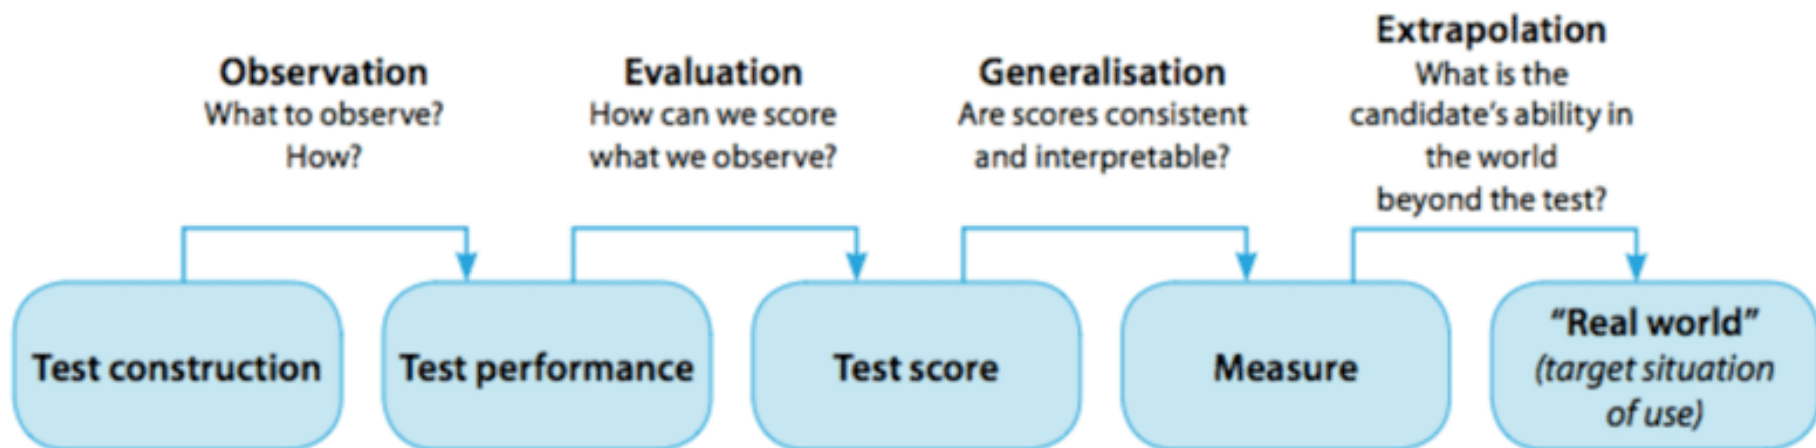 Observation
What to observe?
How?
Evaluation
How can we score
what we observe?
Generalisation
Are scores consistent
and interpretable?
Extrapolation
What is the
candidate's ability in
the world
beyond the test?
Test construction
Test performance
Test score
Measure
“Real world”
(target situation
of use)